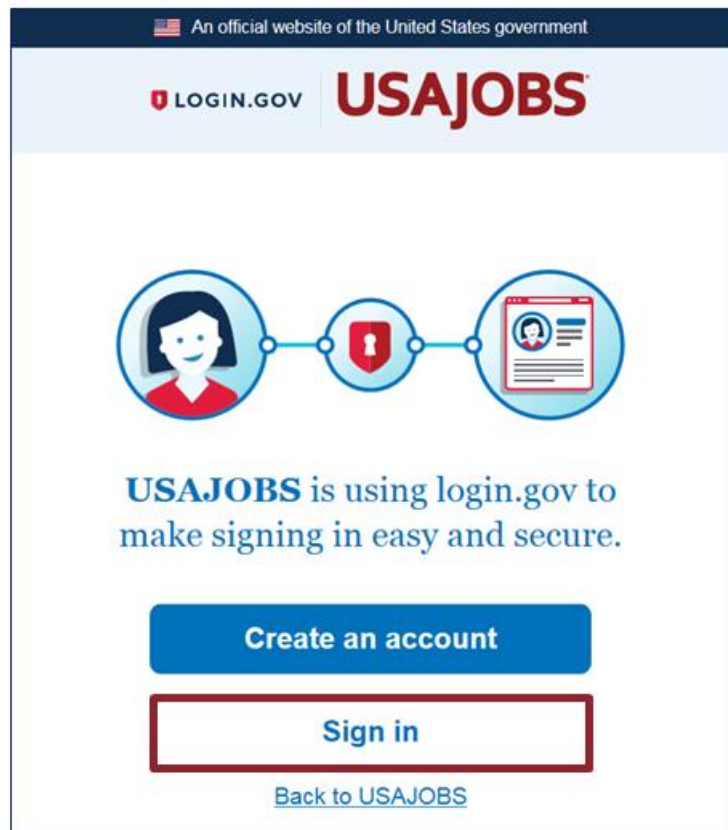 An official website of the United States government
LOGIN.GOV
USAJOBS
USAJOBS is using login.gov to
make signing in easy and secure.
Create an account
Sign in
Back to USAJOBS